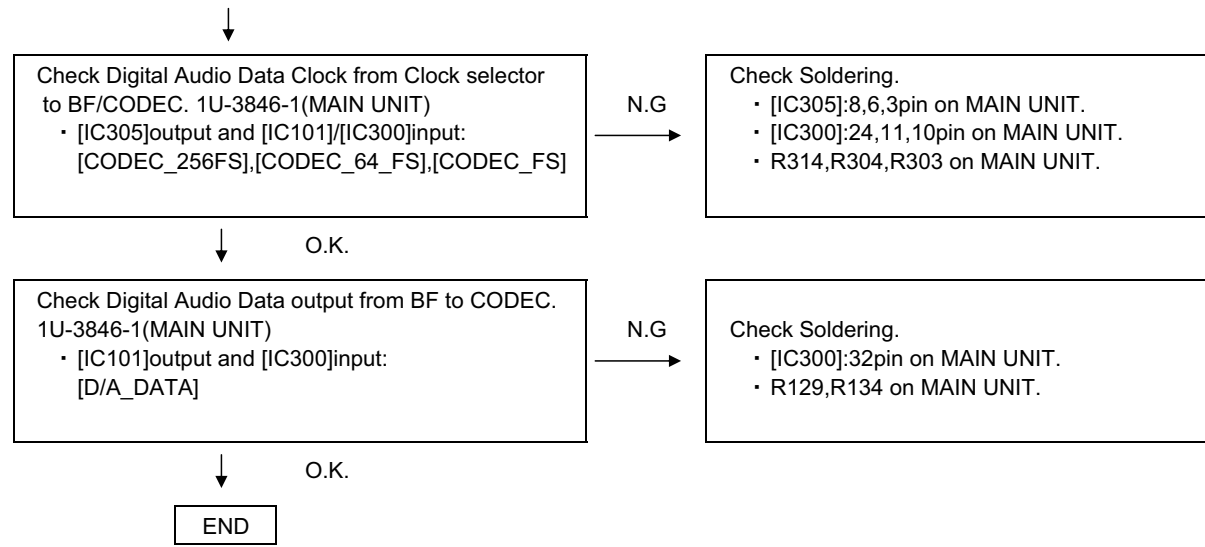 Check Digital Audio Data Clock from Clock selector
to BF/CODEC. 1U-3846-1(MAIN UNIT)
・[IC305]output and [IC101]/[IC300]input:
[CODEC_256FS],[CODEC_64_FS],[CODEC_FS]
N.G
Check Soldering.
・[IC305]:8,6,3pin on MAIN UNIT.
・[IC300]:24,11,10pin on MAIN UNIT.
・R314,R304,R303 on MAIN UNIT.
O.K.
Check Digital Audio Data output from BF to CODEC.
1U-3846-1(MAIN UNIT)
・[IC101]output and [IC300]input:
[D/A_DATA]
N.G
Check Soldering.
・[IC300]:32pin on MAIN UNIT.
・R129,R134 on MAIN UNIT.
O.K.
END